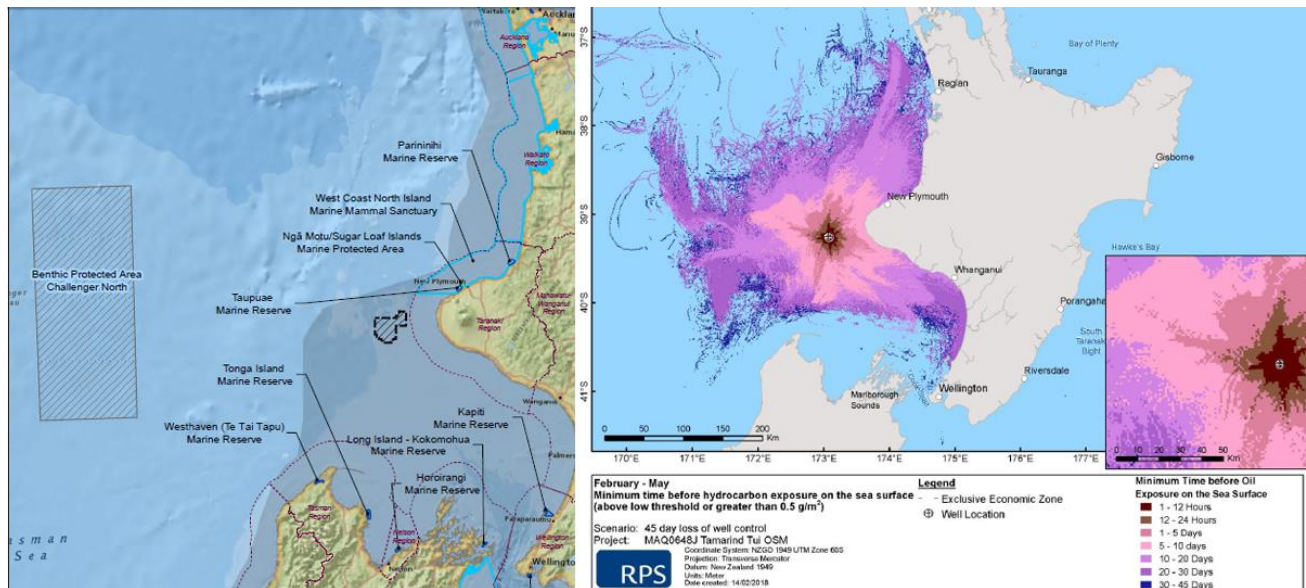 Waitakere
Auckland
Auckland
Region
Manu
Parininihi
Marine Reserve
Ham
Waikato
Region
West Coast North Island
Marine Mammal Sanctuary
Ngā Motu/Sugar Loaf Islands
Marine Protected Area
Benthic Protected Area
Challenger North
New Plymouth
Taupuae
Marine Reserve
Taranaki
Region
Manawatu-
Wanganui
Region
Tonga Island
Marine Reserve
Wanganui
Westhaven (Te Tai Tapu)
Marine Reserve
Kapiti
Marine Reserve
Long Island - Kokomohua
Marine Reserve
Palmers
Horoirangi
Marine Reserve
Paraparaumu
Tasman
Region
Nelson
Region
Wellington
Region
asman
Sea
Nelson
Wellington
37°S
38°S
39°S
40°S
41°S
Bay of Plenty
Tauranga
Raglan
Gisborne
New Plymouth
Hawke's Bay
Whanganui
Porangaha
South
Taranaki
Bight
Riversdale
Wellington
Marlborough
Sounds
0 50 100 150 200
Km
170°E 171°E 172°E 173°E 174°E 175°E 176°E 177°E
0 10 20 30 40 50
Km
February - May
Minimum time before hydrocarbon exposure on the sea surface
(above low threshold or greater than 0.5 g/m²)
Scenario: 45 day loss of well control
Project: MAQ0648J Tamarind Tui OSM
RPS
Coordinate System: NZGD 1949 UTM Zone 60S
Projection: Transverse Mercator
Datum: New Zealand 1949
Units: Meter
Date created: 14/02/2018
Legend
Exclusive Economic Zone
Well Location
Minimum Time before Oil
Exposure on the Sea Surface
1 - 12 Hours
12 - 24 Hours
1 - 5 Days
5 - 10 days
10 - 20 Days
20 - 30 Days
30 - 45 Days